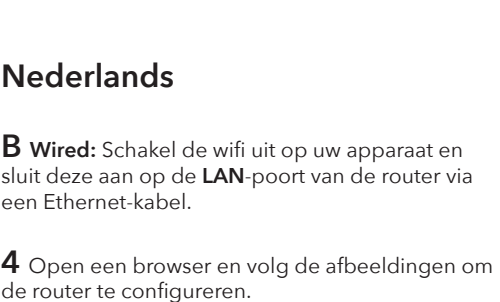 Nederlands
B Wired: Schakel de wifi uit op uw apparaat en
sluit deze aan op de LAN-poort van de router via
een Ethernet-kabel.
4 Open een browser en volg de afbeeldingen om
de router te configureren.